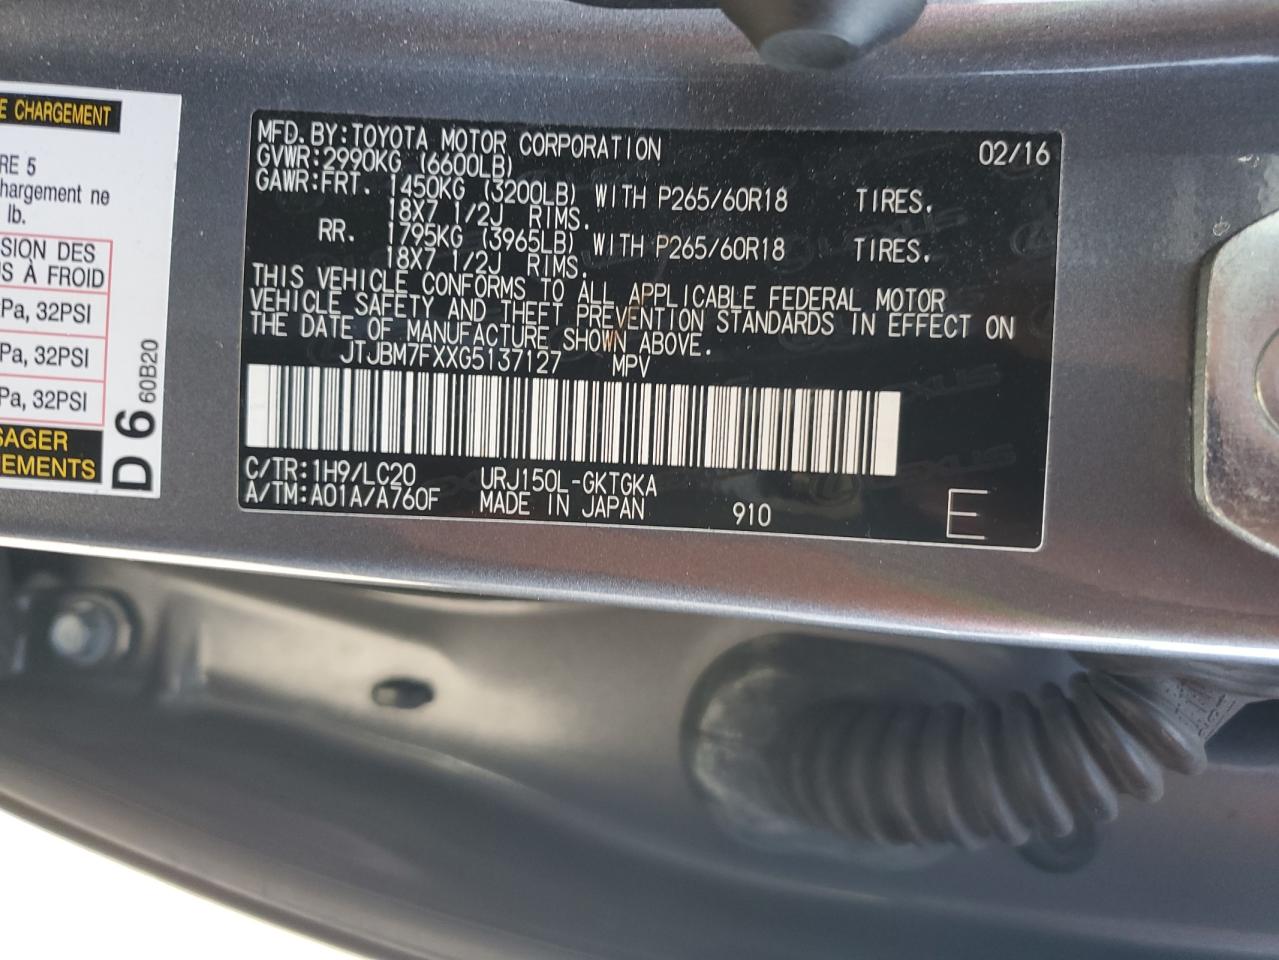 E CHARGEMENT
RE 5
chargement ne
lb.
SION DES
S À FROID
Pa, 32PSI
Pa, 32PSI
Pa, 32PSI
SAGER
EMENTS
D 6
60B20
MFD.BY:TOYOTA MOTOR CORPORATION 02/16
GVWR:2990KG (6600LB)
GAWR:FRT. 1450KG (3200LB) WITH P265/60R18 TIRES.
18X7 1/2J RIMS.
RR. 1795KG (3965LB) WITH P265/60R18 TIRES.
18X7 1/2J RIMS.
THIS VEHICLE CONFORMS TO ALL APPLICABLE FEDERAL MOTOR
VEHICLE SAFETY AND THEFT PREVENTION STANDARDS IN EFFECT ON
THE DATE OF MANUFACTURE SHOWN ABOVE.
JTJBM7FXXG5137127 MPV
C/TR:1H9/LC20 URJ150L-GKTGKA
A/TM:A01A/A760F MADE IN JAPAN 910 E